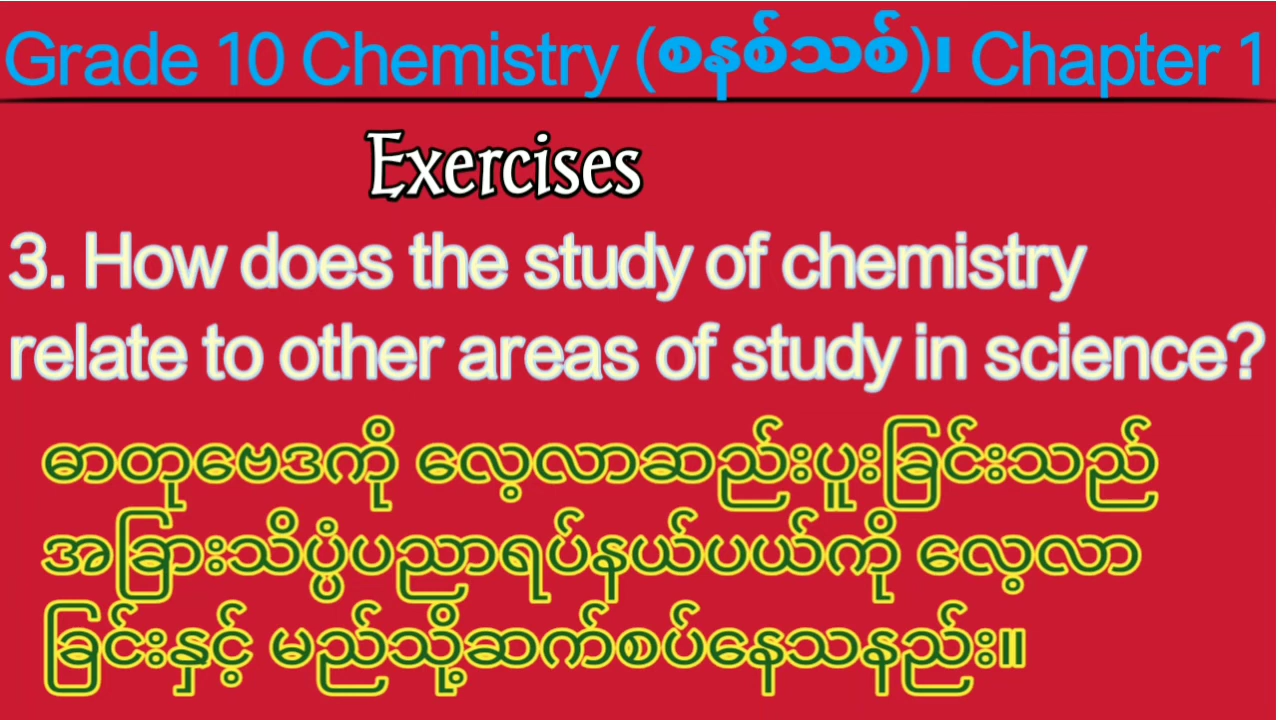 Grade 10 Chemistry (စနစ်သစ်)၊ Chapter 1
Exercises
3. How does the study of chemistry
relate to other areas of study in science?
ဓာတုဗေဒကို လေ့လာဆည်းပူးခြင်းသည်
အခြားသိပ္ပံပညာရပ်နယ်ပယ်ကို လေ့လာ
ခြင်းနှင့် မည်သို့ဆက်စပ်နေသနည်း။